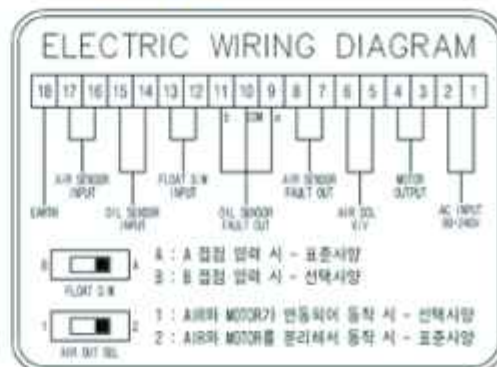 ELECTRIC WIRING DIAGRAM
18 17 16 15 14 13 12 11 10 9 8 7 6 5 4 3 2 1
b COM a
AIR SENSOR INPUT
FLOAT S.W INPUT
AIR SENSOR FAULT OUT
MOTOR OUTPUT
EARTH
OIL SENSOR INPUT
OIL SENSOR FAULT OUT
AIR SOL V/V
AC INPUT 90-240V
B A
FLOAT S.W
A : A 접점 입력 시 - 표준사양
B : B 접점 입력 시 - 선택사양
1 2
AIR OUT SEL
1 : AIR와 MOTOR가 연동되어 동작 시 - 선택사양
2 : AIR와 MOTOR를 분리해서 동작 시 - 표준사양